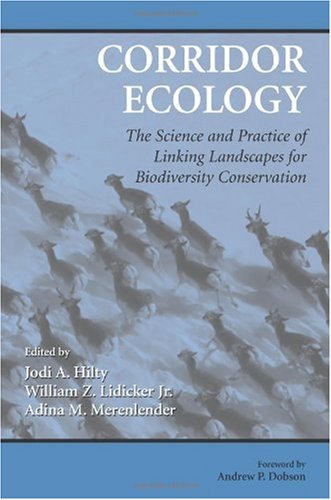 CORRIDOR
ECOLOGY
The Science and Practice of
Linking Landscapes for
Biodiversity Conservation
Edited by
Jodi A. Hilty
William Z. Lidicker Jr.
Adina M. Merenlender
Foreword by
Andrew P. Dobson